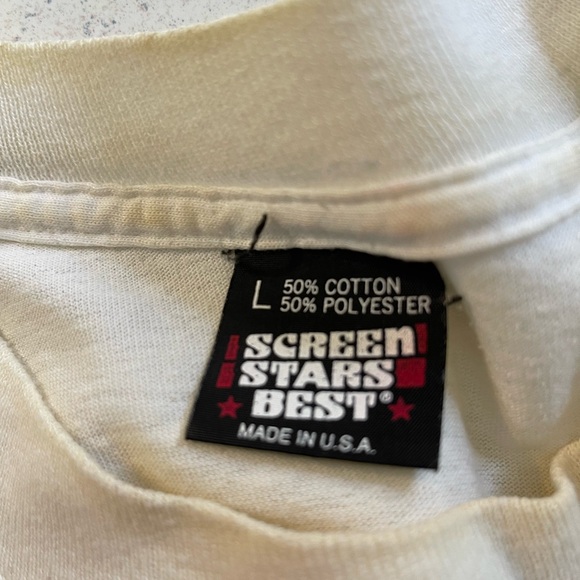 L 50% COTTON
50% POLYESTER
SCREEN
STARS
BEST®
MADE IN U.S.A.